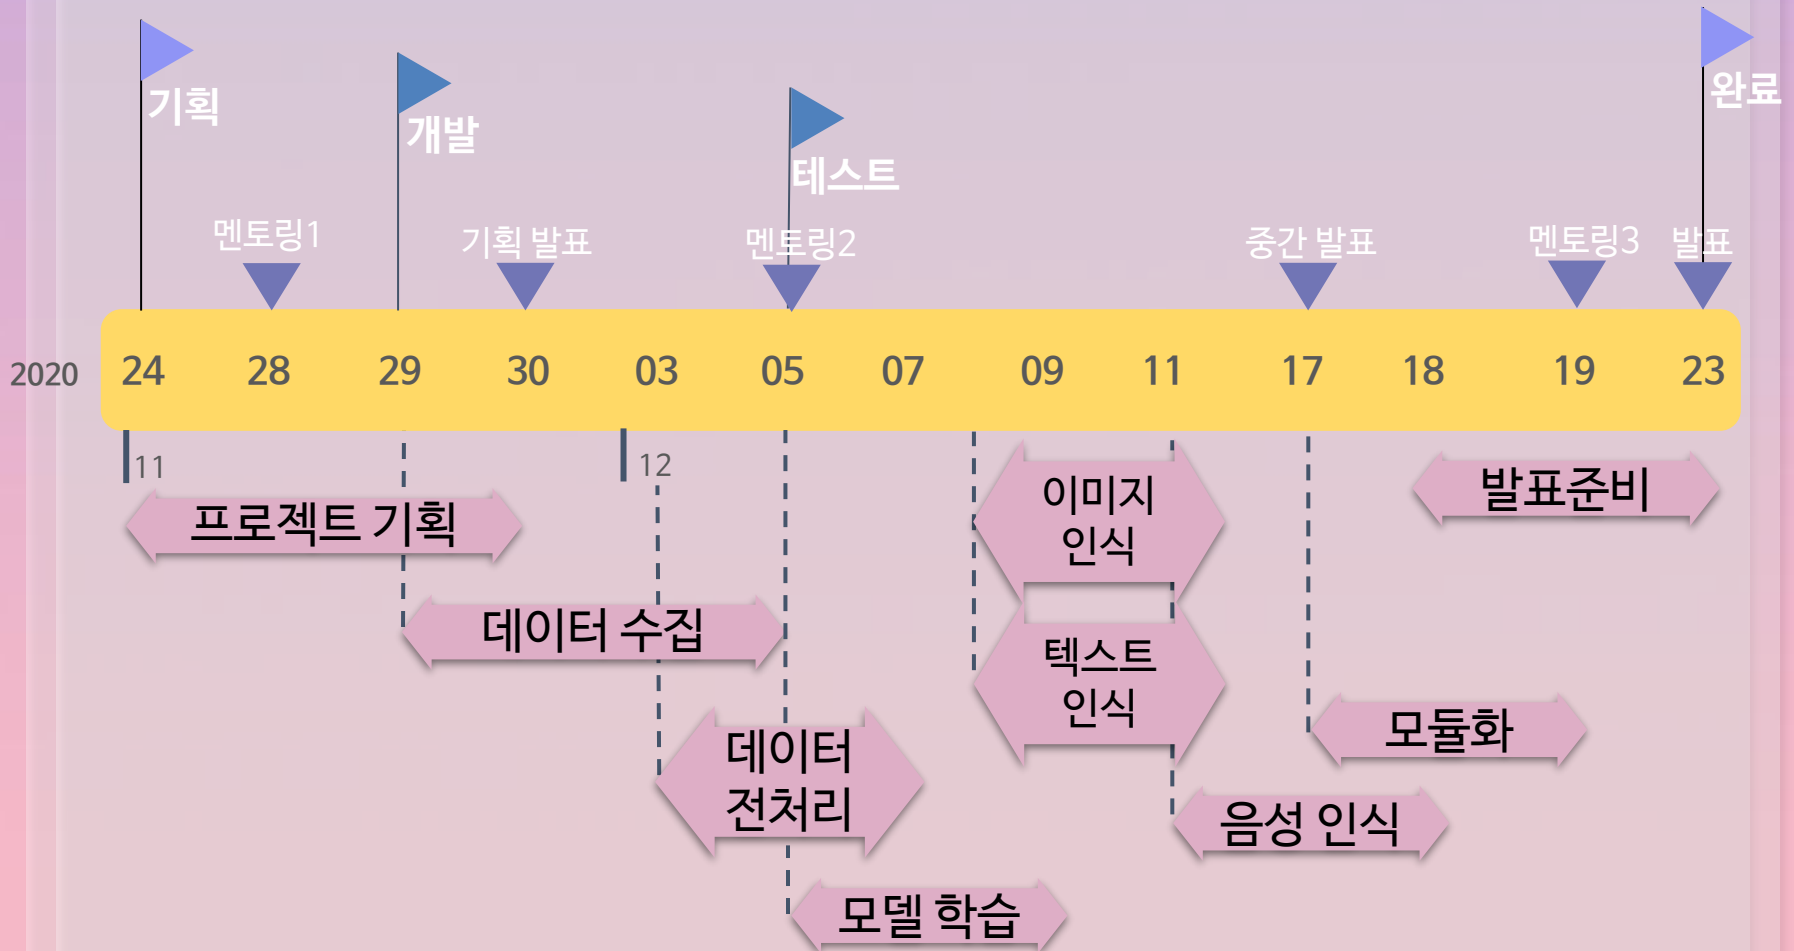 기획
개발
테스트
완료
멘토링1
기획 발표
멘토링2
중간 발표
멘토링3
발표
2020
24
28
29
30
03
05
07
09
11
17
18
19
23
11
12
프로젝트 기획
데이터 수집
데이터
전처리
모델 학습
이미지
인식
텍스트
인식
음성 인식
모듈화
발표준비